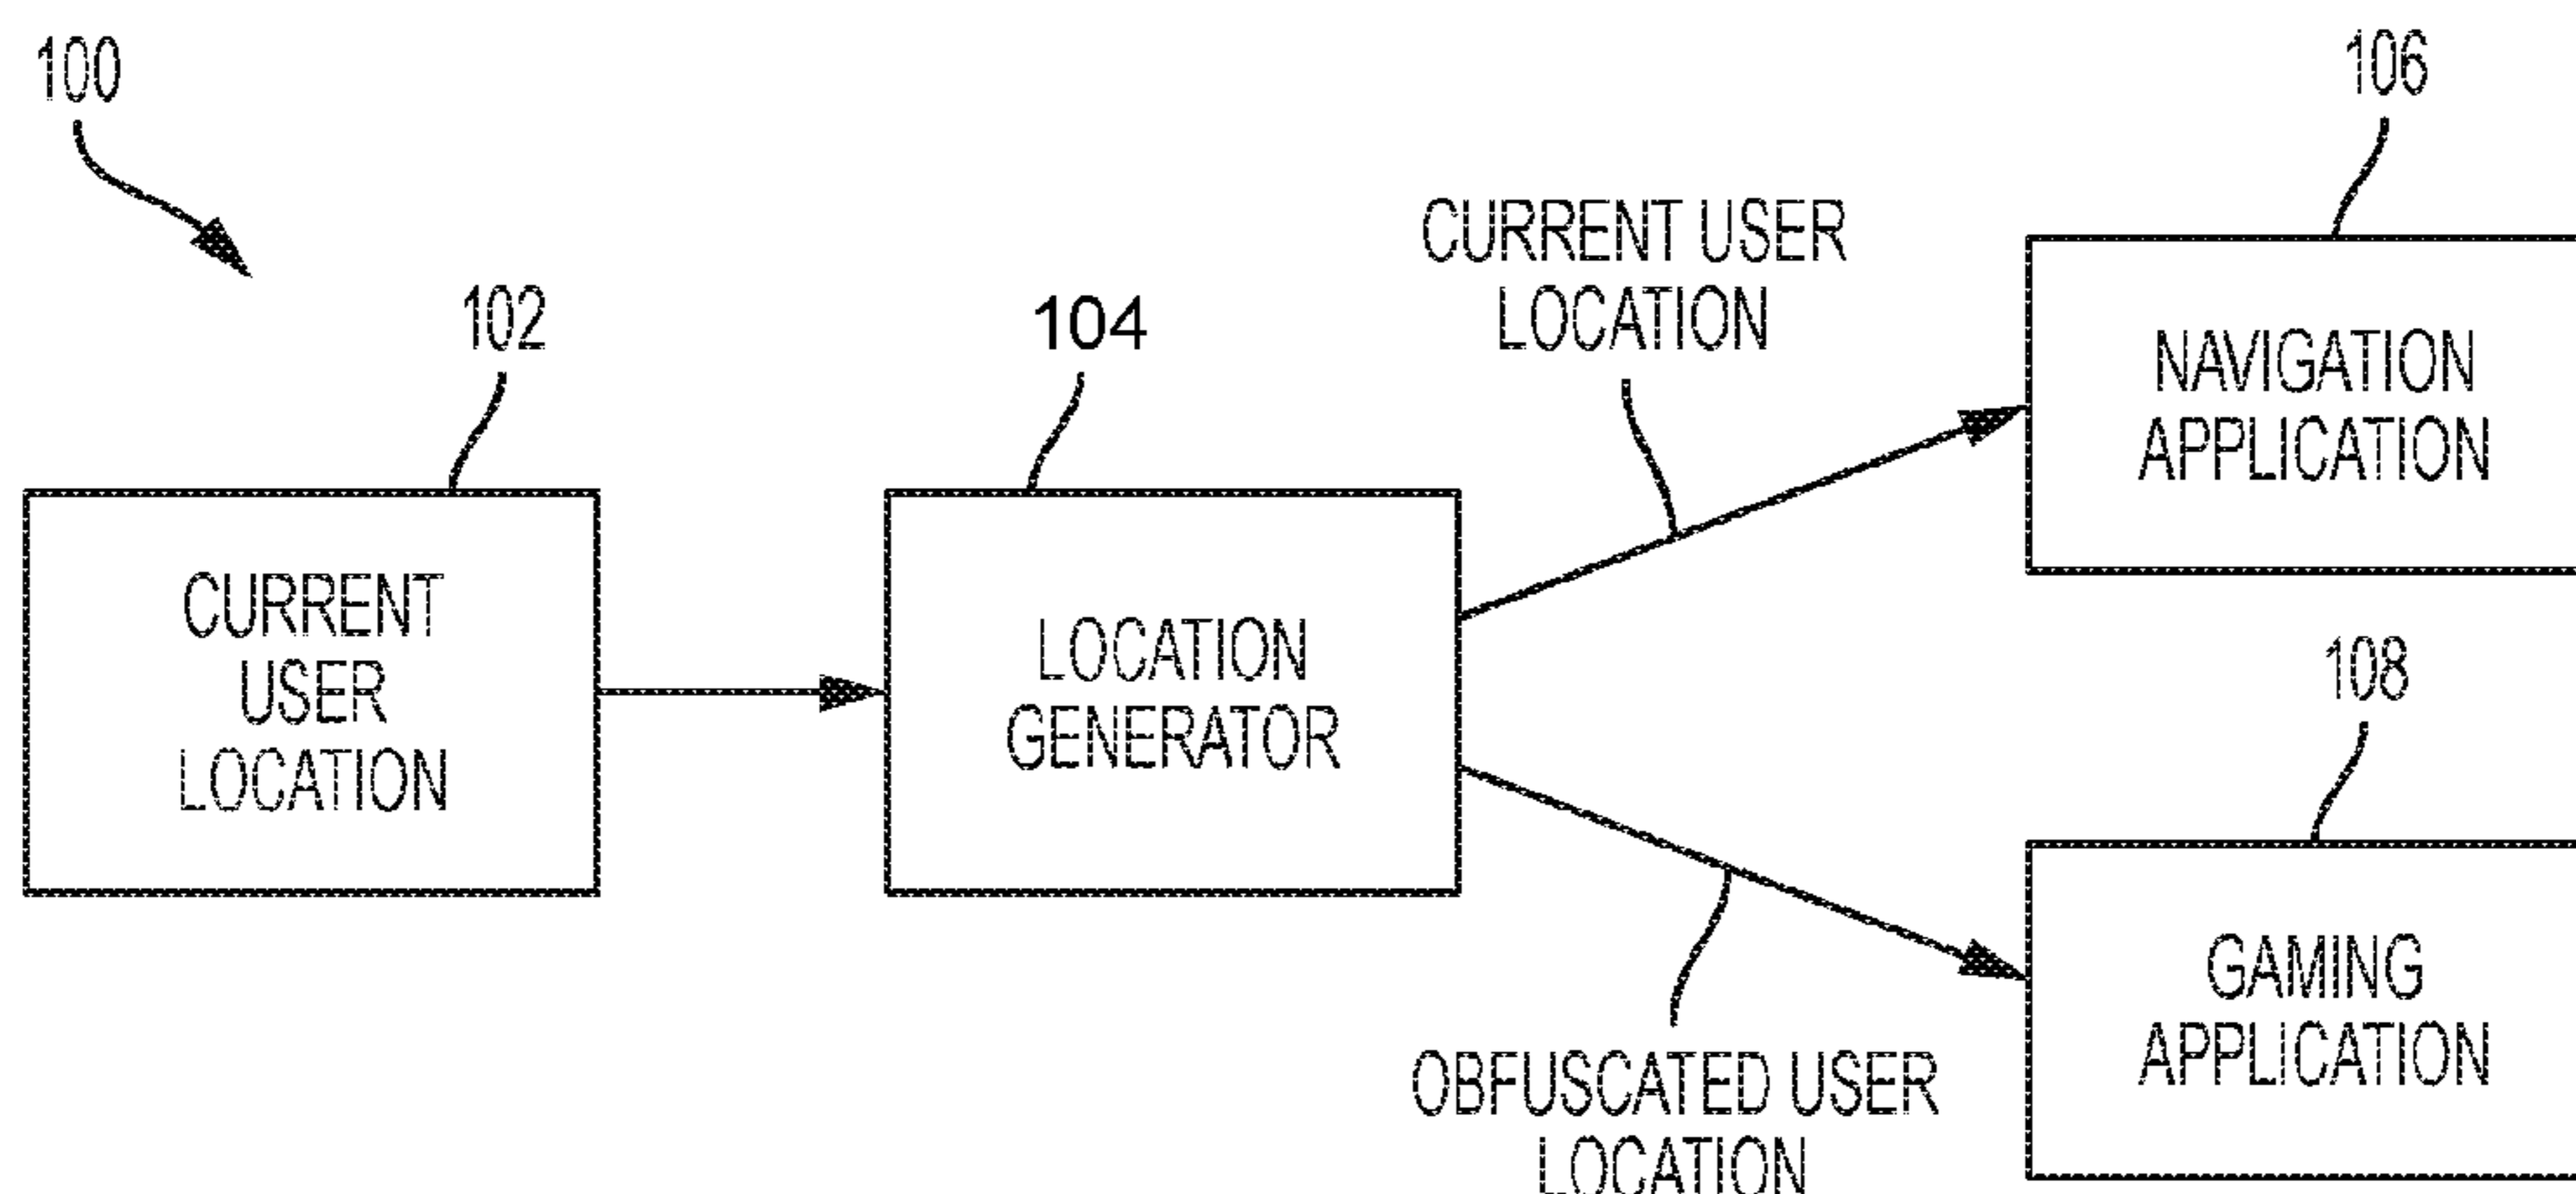 100
106
CURRENT USER
LOCATION
102
104
NAVIGATION
APPLICATION
CURRENT
USER
LOCATION
LOCATION
GENERATOR
108
GAMING
APPLICATION
OBFUSCATED USER
LOCATION